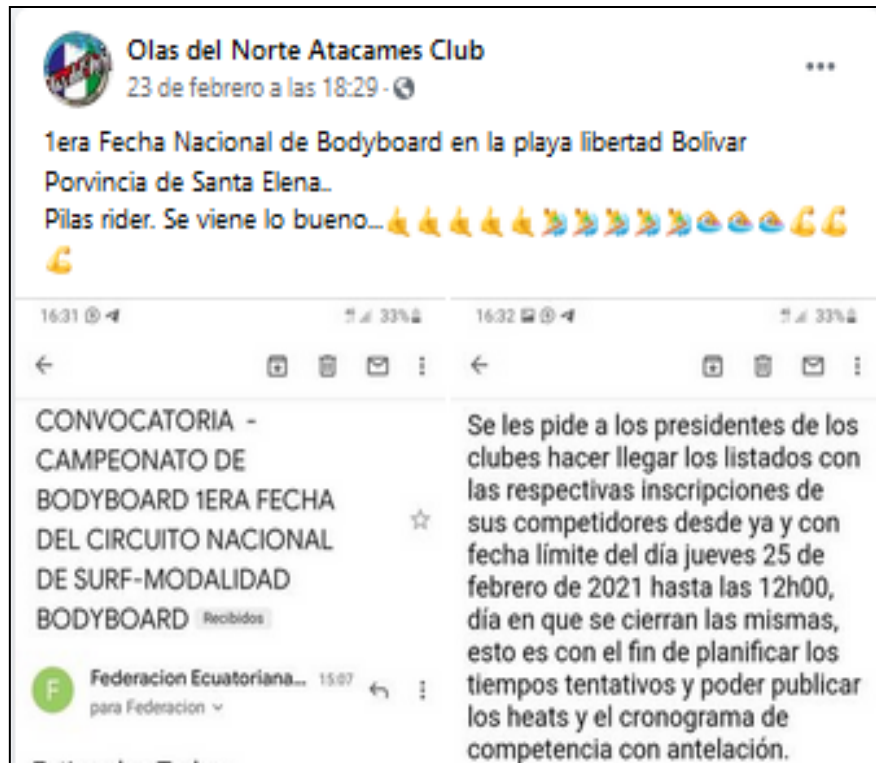 Olas del Norte Atacames Club
23 de febrero a las 18:29 ·
1era Fecha Nacional de Bodyboard en la playa libertad Bolivar
Porvincia de Santa Elena..
Pilas rider. Se viene lo bueno...🤙🤙🤙🤙🤙🏄🏄🏄🏄🏄🏊🏊🏊💪💪
💪
16:31 33%
CONVOCATORIA -
CAMPEONATO DE
BODYBOARD 1ERA FECHA
DEL CIRCUITO NACIONAL
DE SURF-MODALIDAD
BODYBOARD Recibidos
F
Federacion Ecuatoriana... 15:07
para Federacion
16:32 33%
Se les pide a los presidentes de los
clubes hacer llegar los listados con
las respectivas inscripciones de
sus competidores desde ya y con
fecha límite del día jueves 25 de
febrero de 2021 hasta las 12h00,
día en que se cierran las mismas,
esto es con el fin de planificar los
tiempos tentativos y poder publicar
los heats y el cronograma de
competencia con antelación.